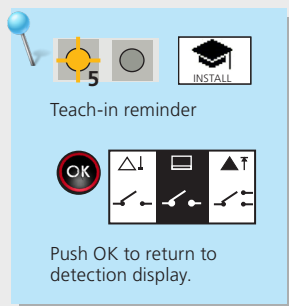 5
INSTALL
Teach-in reminder
OK
Push OK to return to
detection display.